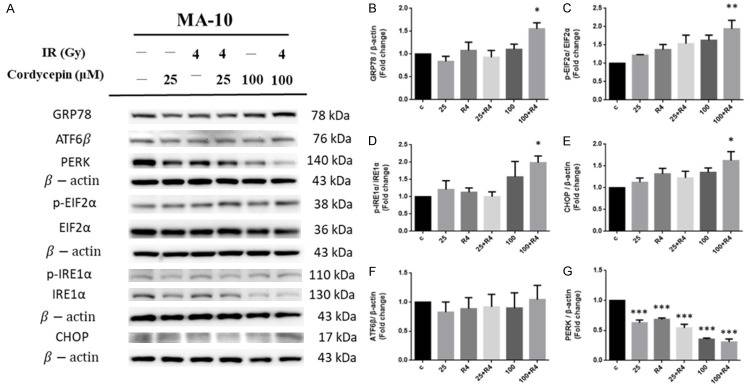 A
MA-10
IR (Gy) — — 4 4 — 4
Cordycepin (μM) — 25 — 25 100 100
GRP78 78 kDa
ATF6β 76 kDa
PERK 140 kDa
β – actin 43 kDa
p-EIF2α 38 kDa
EIF2α 36 kDa
β – actin 43 kDa
p-IRE1α 110 kDa
IRE1α 130 kDa
β – actin 43 kDa
CHOP 17 kDa
β – actin 43 kDa
B
GRP78 / β-actin
(Fold change)
2.0
1.5
1.0
0.5
0.0
*
c 25 R4 25+R4 100 100+R4
C
p-EIF2α/ EIF2α
(Fold change)
2.5
2.0
1.5
1.0
0.5
0.0
**
c 25 R4 25+R4 100 100+R4
D
p-IRE1α/ IRE1α
(Fold change)
2.5
2.0
1.5
1.0
0.5
0.0
*
c 25 R4 25+R4 100 100+R4
E
CHOP / β-actin
(Fold change)
2.5
2.0
1.5
1.0
0.5
0.0
*
c 25 R4 25+R4 100 100+R4
F
ATF6β/ β-actin
(Fold change)
1.5
1.0
0.5
0.0
c 25 R4 25+R4 100 100+R4
G
PERK / β-actin
(Fold change)
1.5
1.0
0.5
0.0
*** *** *** *** ***
c 25 R4 25+R4 100 100+R4